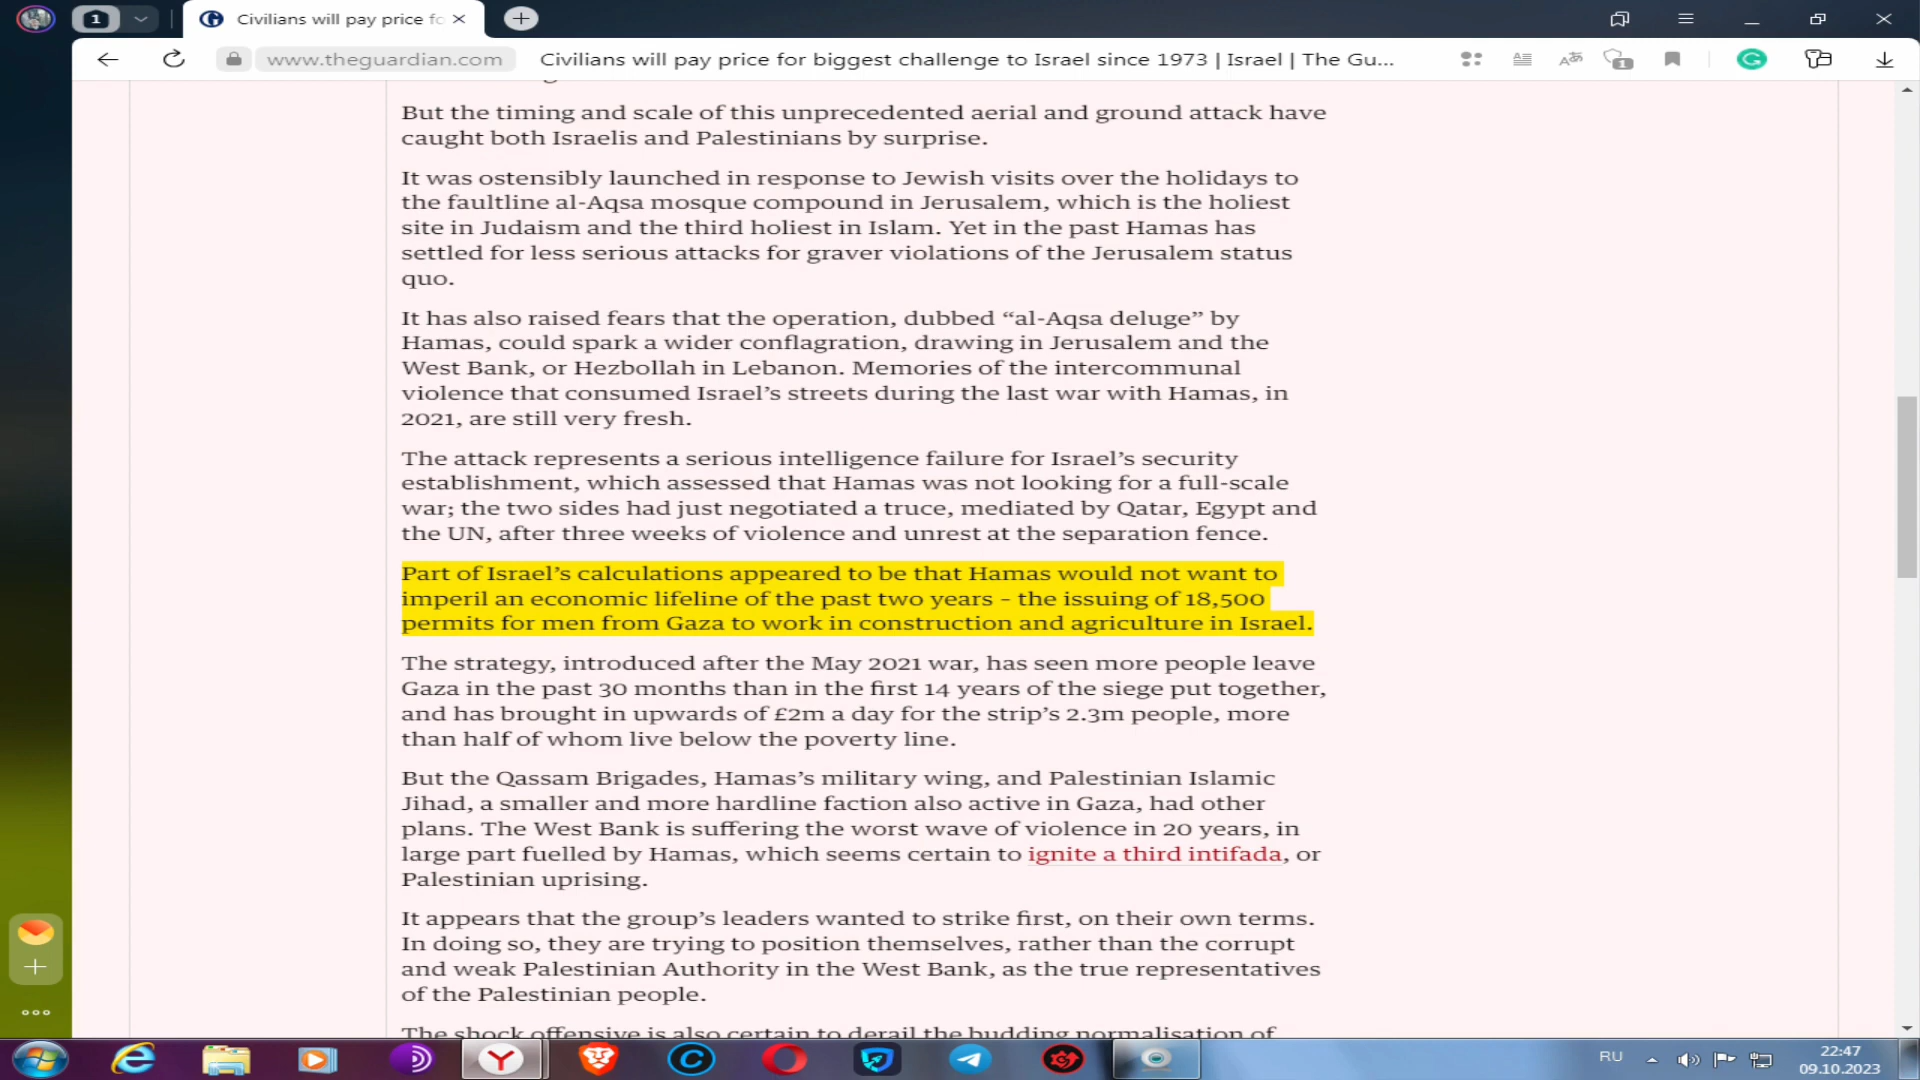 1
Civilians will pay price fo
www.theguardian.com
Civilians will pay price for biggest challenge to Israel since 1973 | Israel | The Gu...
1
But the timing and scale of this unprecedented aerial and ground attack have
caught both Israelis and Palestinians by surprise.
It was ostensibly launched in response to Jewish visits over the holidays to
the faultline al-Aqsa mosque compound in Jerusalem, which is the holiest
site in Judaism and the third holiest in Islam. Yet in the past Hamas has
settled for less serious attacks for graver violations of the Jerusalem status
quo.
It has also raised fears that the operation, dubbed “al-Aqsa deluge” by
Hamas, could spark a wider conflagration, drawing in Jerusalem and the
West Bank, or Hezbollah in Lebanon. Memories of the intercommunal
violence that consumed Israel’s streets during the last war with Hamas, in
2021, are still very fresh.
The attack represents a serious intelligence failure for Israel’s security
establishment, which assessed that Hamas was not looking for a full-scale
war; the two sides had just negotiated a truce, mediated by Qatar, Egypt and
the UN, after three weeks of violence and unrest at the separation fence.
Part of Israel’s calculations appeared to be that Hamas would not want to
imperil an economic lifeline of the past two years – the issuing of 18,500
permits for men from Gaza to work in construction and agriculture in Israel.
The strategy, introduced after the May 2021 war, has seen more people leave
Gaza in the past 30 months than in the first 14 years of the siege put together,
and has brought in upwards of £2m a day for the strip’s 2.3m people, more
than half of whom live below the poverty line.
But the Qassam Brigades, Hamas’s military wing, and Palestinian Islamic
Jihad, a smaller and more hardline faction also active in Gaza, had other
plans. The West Bank is suffering the worst wave of violence in 20 years, in
large part fuelled by Hamas, which seems certain to ignite a third intifada, or
Palestinian uprising.
It appears that the group’s leaders wanted to strike first, on their own terms.
In doing so, they are trying to position themselves, rather than the corrupt
and weak Palestinian Authority in the West Bank, as the true representatives
of the Palestinian people.
The shock offensive is also certain to derail the budding normalisation of
RU
22:47
09.10.2023